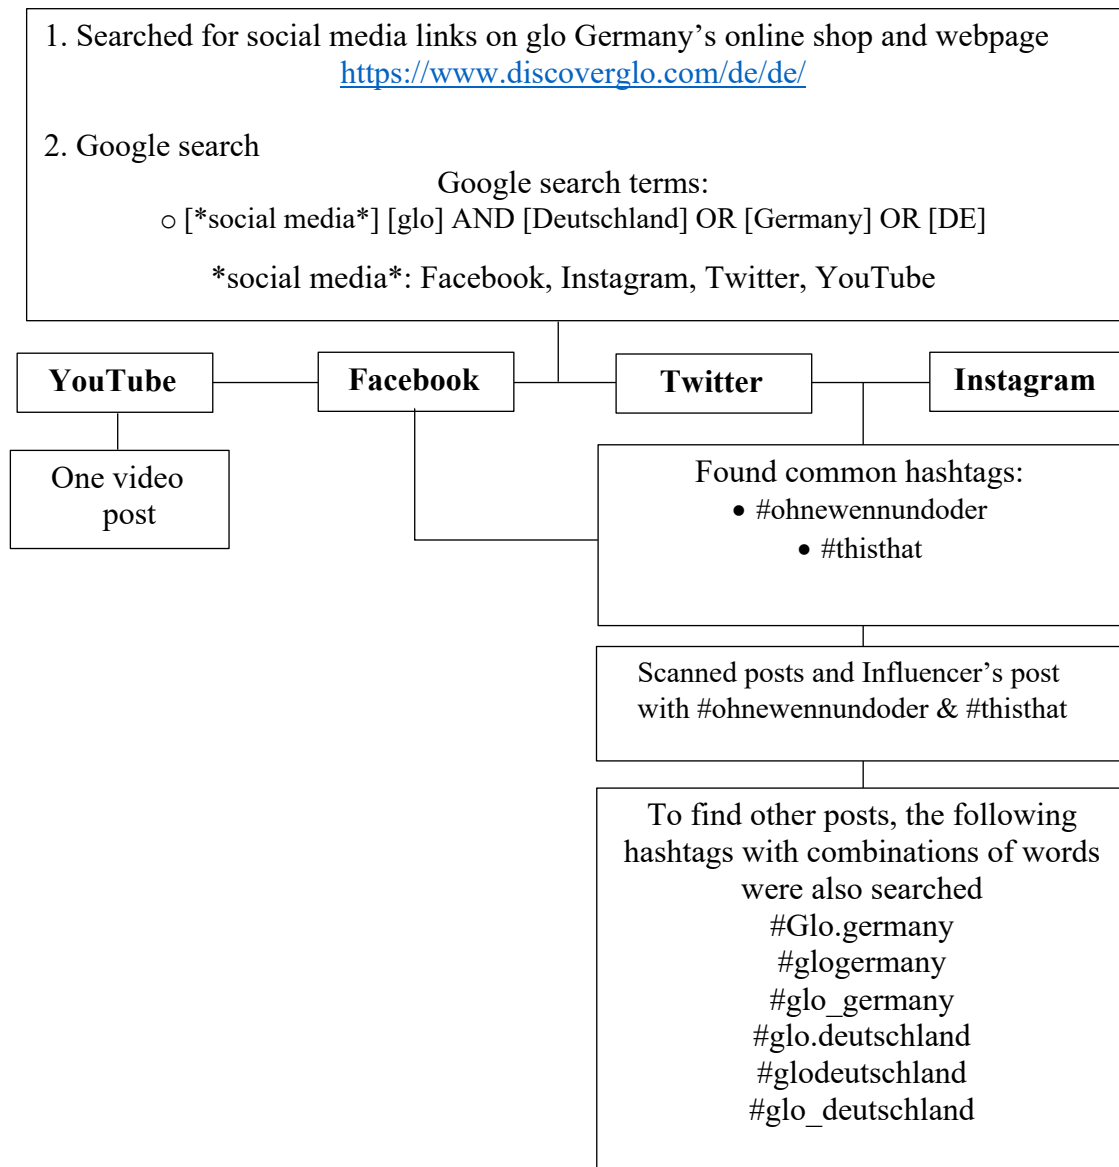 1. Searched for social media links on glo Germany’s online shop and webpage
https://www.discoverglo.com/de/de/
2. Google search
Google search terms:
o [*social media*] [glo] AND [Deutschland] OR [Germany] OR [DE]
*social media*: Facebook, Instagram, Twitter, YouTube
YouTube
Facebook
Twitter
Instagram
One video
post
Found common hashtags:
• #ohnewennundoder
• #thisthat
Scanned posts and Influencer’s post
with #ohnewennundoder & #thisthat
To find other posts, the following
hashtags with combinations of words
were also searched
#Glo.germany
#glogermany
#glo_germany
#glo.deutschland
#glodeutschland
#glo_deutschland